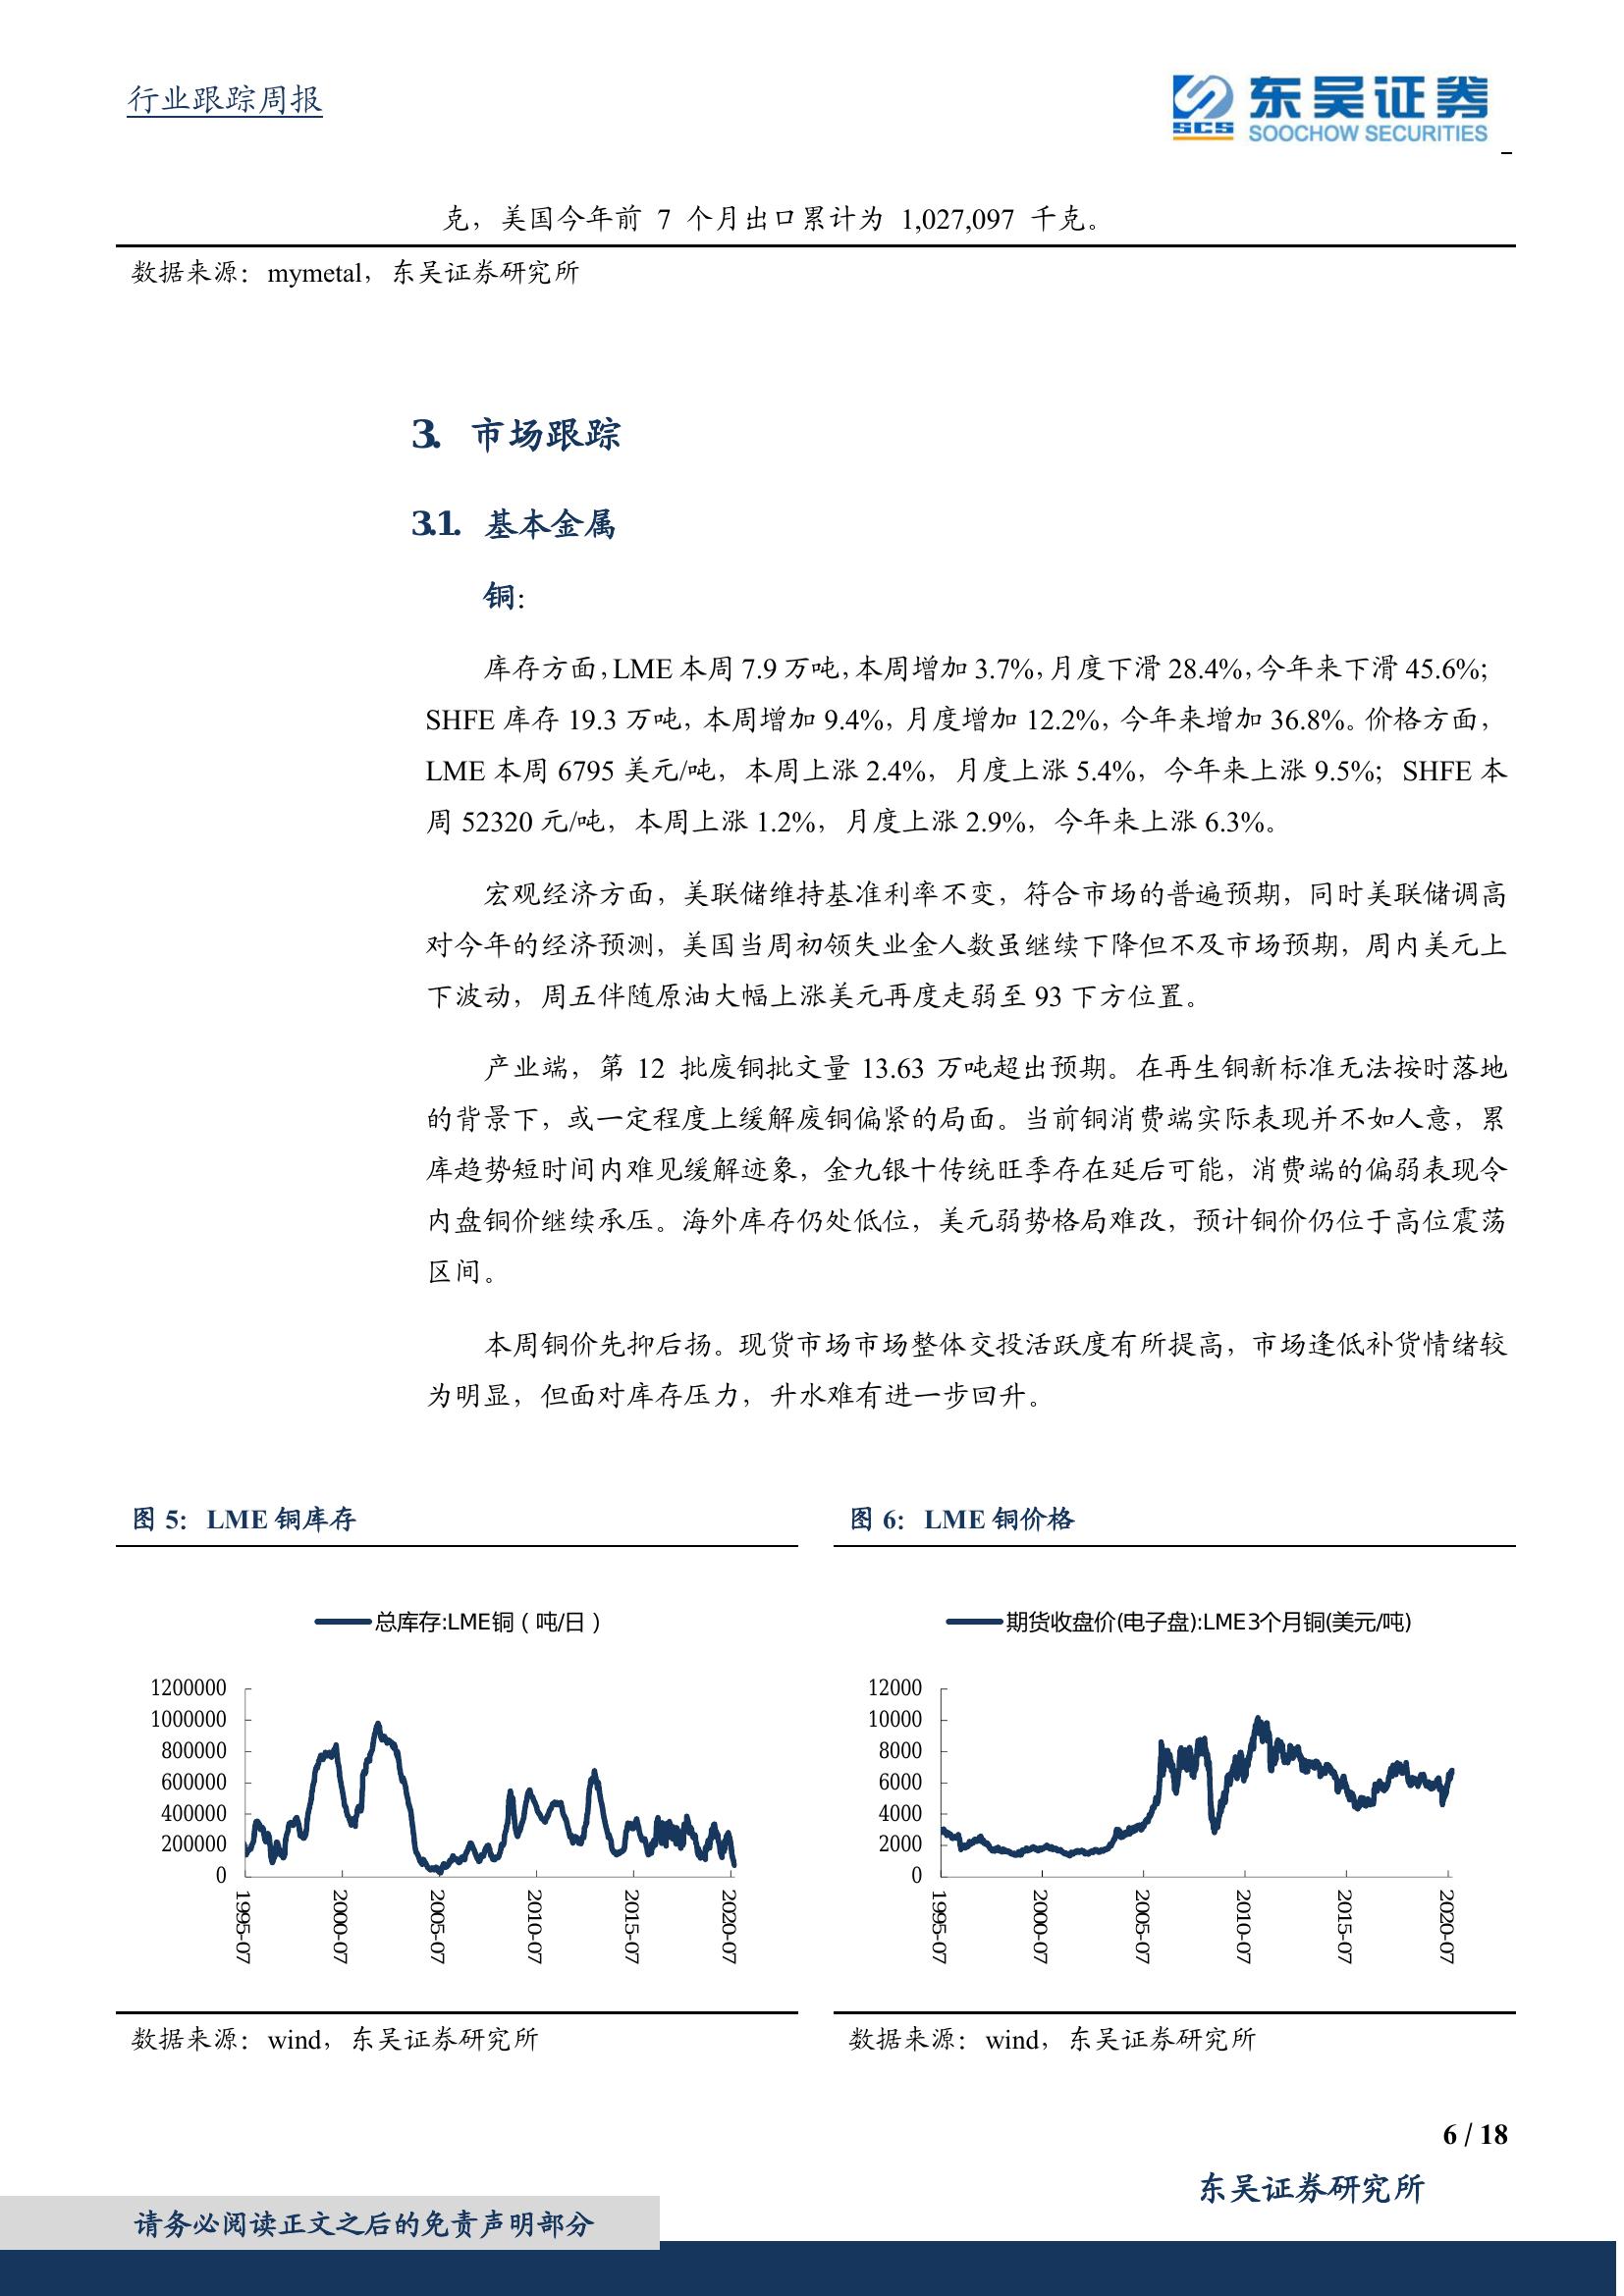 行业跟踪周报
SCS 东吴证券
SOOCHOW SECURITIES
克，美国今年前 7 个月出口累计为 1,027,097 千克。
数据来源：mymetal，东吴证券研究所
3. 市场跟踪
3.1. 基本金属
铜：
库存方面，LME 本周 7.9 万吨，本周增加 3.7%，月度下滑 28.4%，今年来下滑 45.6%；
SHFE 库存 19.3 万吨，本周增加 9.4%，月度增加 12.2%，今年来增加 36.8%。价格方面，
LME 本周 6795 美元/吨，本周上涨 2.4%，月度上涨 5.4%，今年来上涨 9.5%；SHFE 本
周 52320 元/吨，本周上涨 1.2%，月度上涨 2.9%，今年来上涨 6.3%。
宏观经济方面，美联储维持基准利率不变，符合市场的普遍预期，同时美联储调高
对今年的经济预测，美国当周初领失业金人数虽继续下降但不及市场预期，周内美元上
下波动，周五伴随原油大幅上涨美元再度走弱至 93 下方位置。
产业端，第 12 批废铜批文量 13.63 万吨超出预期。在再生铜新标准无法按时落地
的背景下，或一定程度上缓解废铜偏紧的局面。当前铜消费端实际表现并不如人意，累
库趋势短时间内难见缓解迹象，金九银十传统旺季存在延后可能，消费端的偏弱表现令
内盘铜价继续承压。海外库存仍处低位，美元弱势格局难改，预计铜价仍位于高位震荡
区间。
本周铜价先抑后扬。现货市场市场整体交投活跃度有所提高，市场逢低补货情绪较
为明显，但面对库存压力，升水难有进一步回升。
图 5：LME 铜库存
总库存:LME铜（吨/日）
1200000
1000000
800000
600000
400000
200000
0
1995-07
2000-07
2005-07
2010-07
2015-07
2020-07
数据来源：wind，东吴证券研究所
图 6：LME 铜价格
期货收盘价(电子盘):LME3个月铜(美元/吨)
12000
10000
8000
6000
4000
2000
0
1995-07
2000-07
2005-07
2010-07
2015-07
2020-07
数据来源：wind，东吴证券研究所
6 / 18
东吴证券研究所
请务必阅读正文之后的免责声明部分